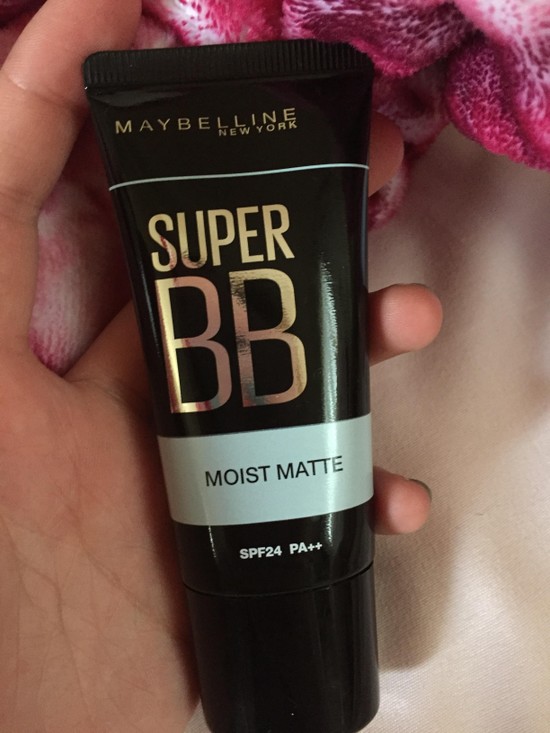 MAYBELLINE
NEW YORK
SUPER
BB
MOIST MATTE
SPF24 PA++